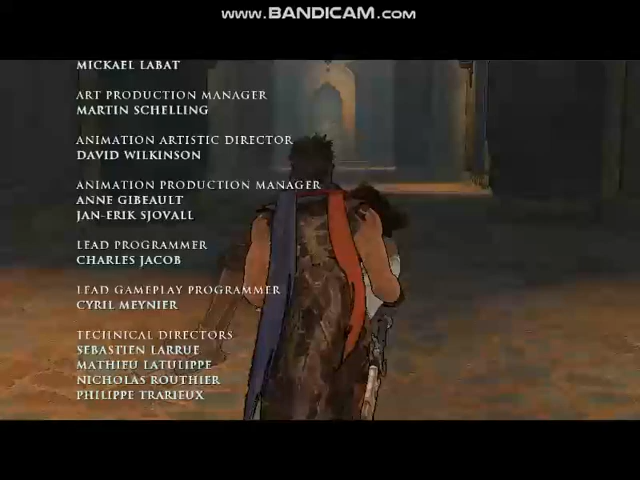 www.BANDICAM.com
MICKAEL LABAT
ART PRODUCTION MANAGER
MARTIN SCHELLING
ANIMATION ARTISTIC DIRECTOR
DAVID WILKINSON
ANIMATION PRODUCTION MANAGER
ANNE GIBEAULT
JAN-ERIK SJOVALL
LEAD PROGRAMMER
CHARLES JACOB
LEAD GAMEPLAY PROGRAMMER
CYRIL MEYNIER
TECHNICAL DIRECTORS
SEBASTIEN LARRUE
MATHIEU LATULIPPE
NICHOLAS ROUTHIER
PHILIPPE TRARIEUX